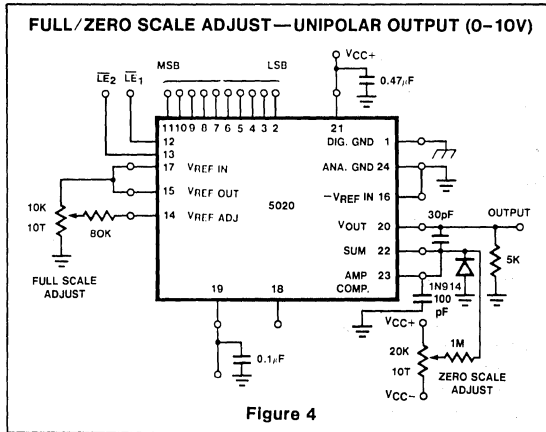 FULL/ZERO SCALE ADJUST—UNIPOLAR OUTPUT (0–10V)
LE2 LE1
MSB LSB
VCC+
0.47µF
11 10 9 8 7 6 5 4 3 2
21
12
13
17 VREF IN
15 VREF OUT
14 VREF ADJ
5020
DIG. GND 1
ANA. GND 24
−VREF IN 16
VOUT 20
SUM 22
AMP 23
COMP.
30pF
OUTPUT
5K
1N914
100
pF
10K
10T
80K
FULL SCALE
ADJUST
19
18
0.1µF
VCC+
20K
10T
1M
VCC−
ZERO SCALE
ADJUST
Figure 4